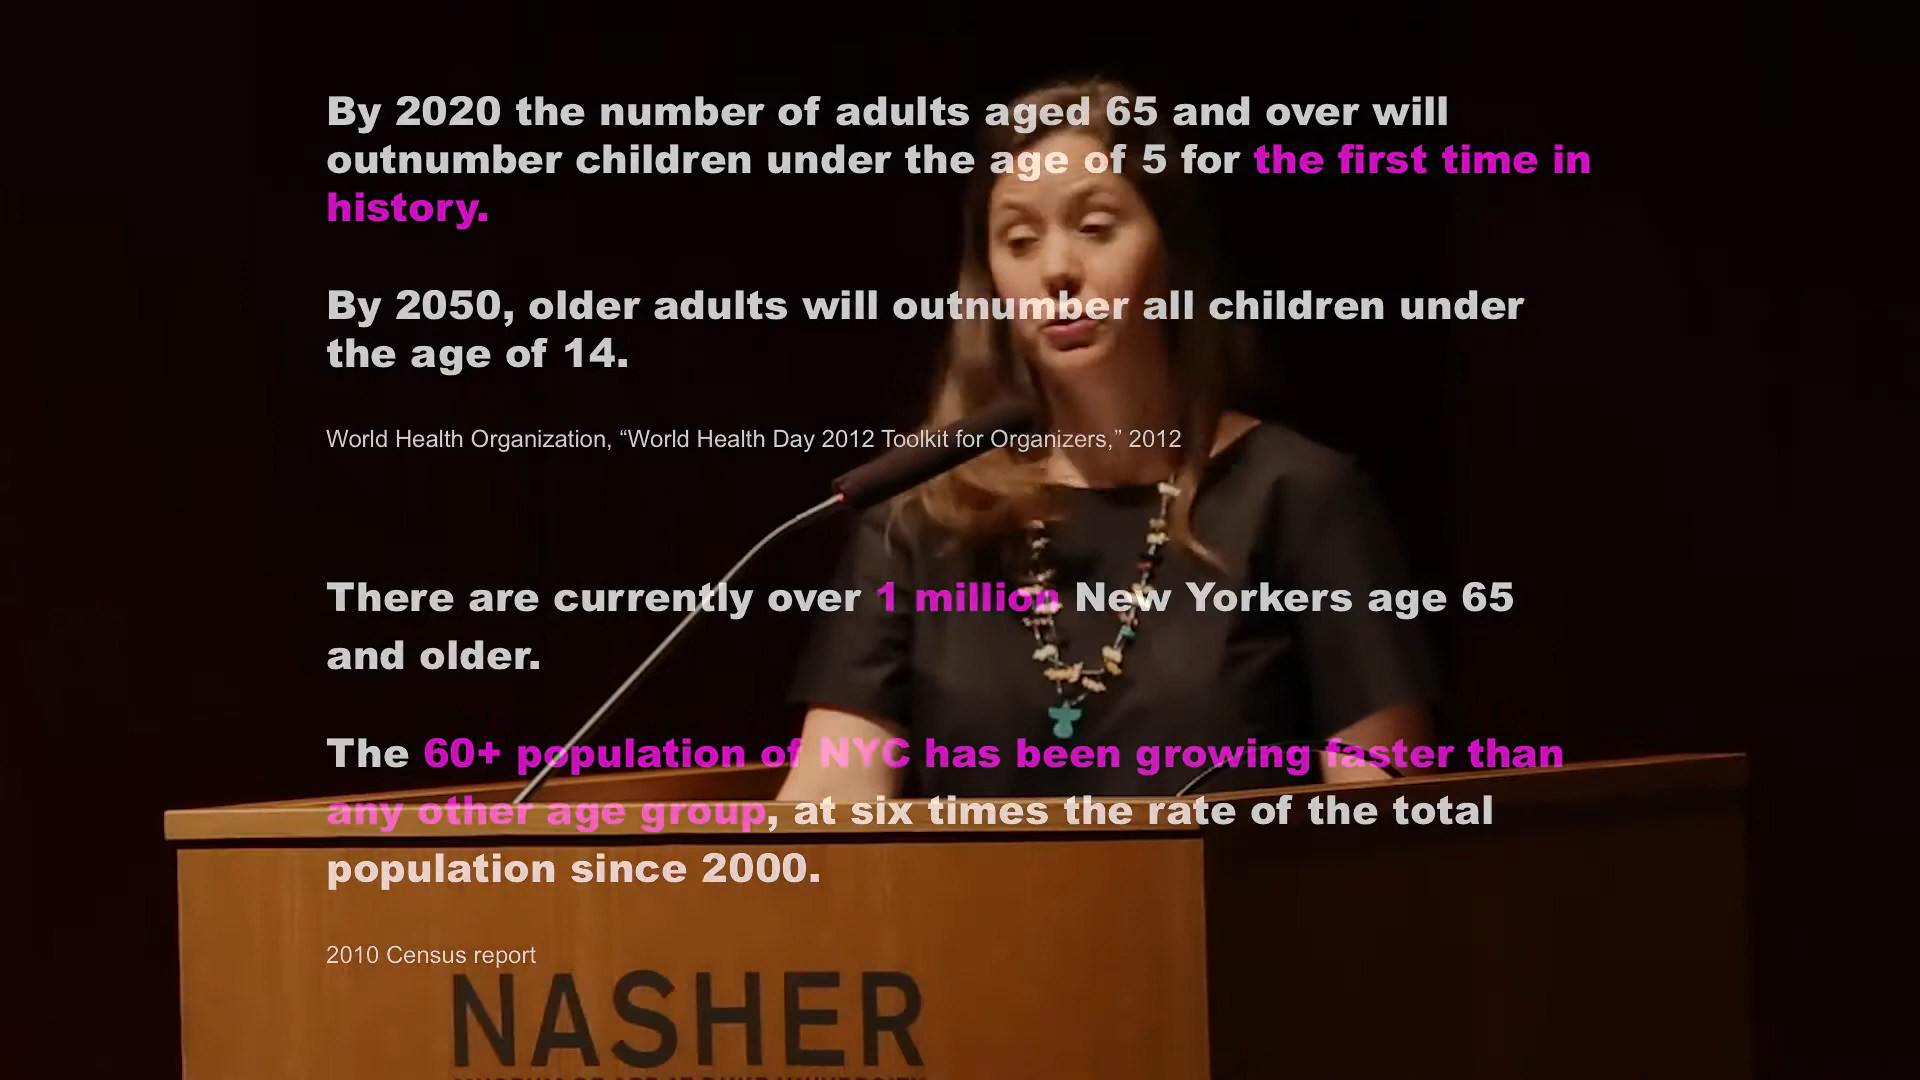 By 2020 the number of adults aged 65 and over will
outnumber children under the age of 5 for the first time in
history.
By 2050, older adults will outnumber all children under
the age of 14.
World Health Organization, “World Health Day 2012 Toolkit for Organizers,” 2012
There are currently over 1 million New Yorkers age 65
and older.
The 60+ population of NYC has been growing faster than
any other age group, at six times the rate of the total
population since 2000.
2010 Census report
NASHER